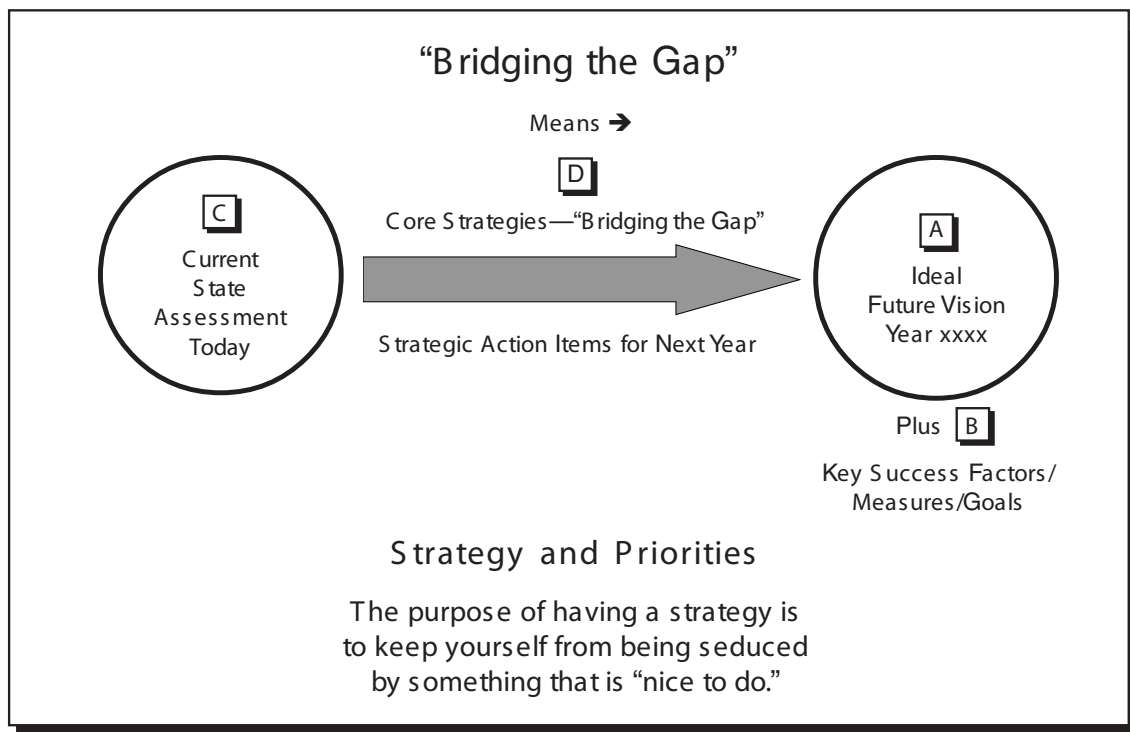 “Bridging the Gap”
Means ➔
D
Core Strategies—“Bridging the Gap”
C
Current
State
Assessment
Today
Strategic Action Items for Next Year
A
Ideal
Future Vision
Year xxxx
Plus B
Key Success Factors/
Measures/Goals
Strategy and Priorities
The purpose of having a strategy is
to keep yourself from being seduced
by something that is “nice to do.”